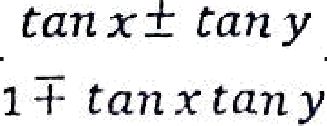 tan x ± tan y
1 ∓ tan x tan y